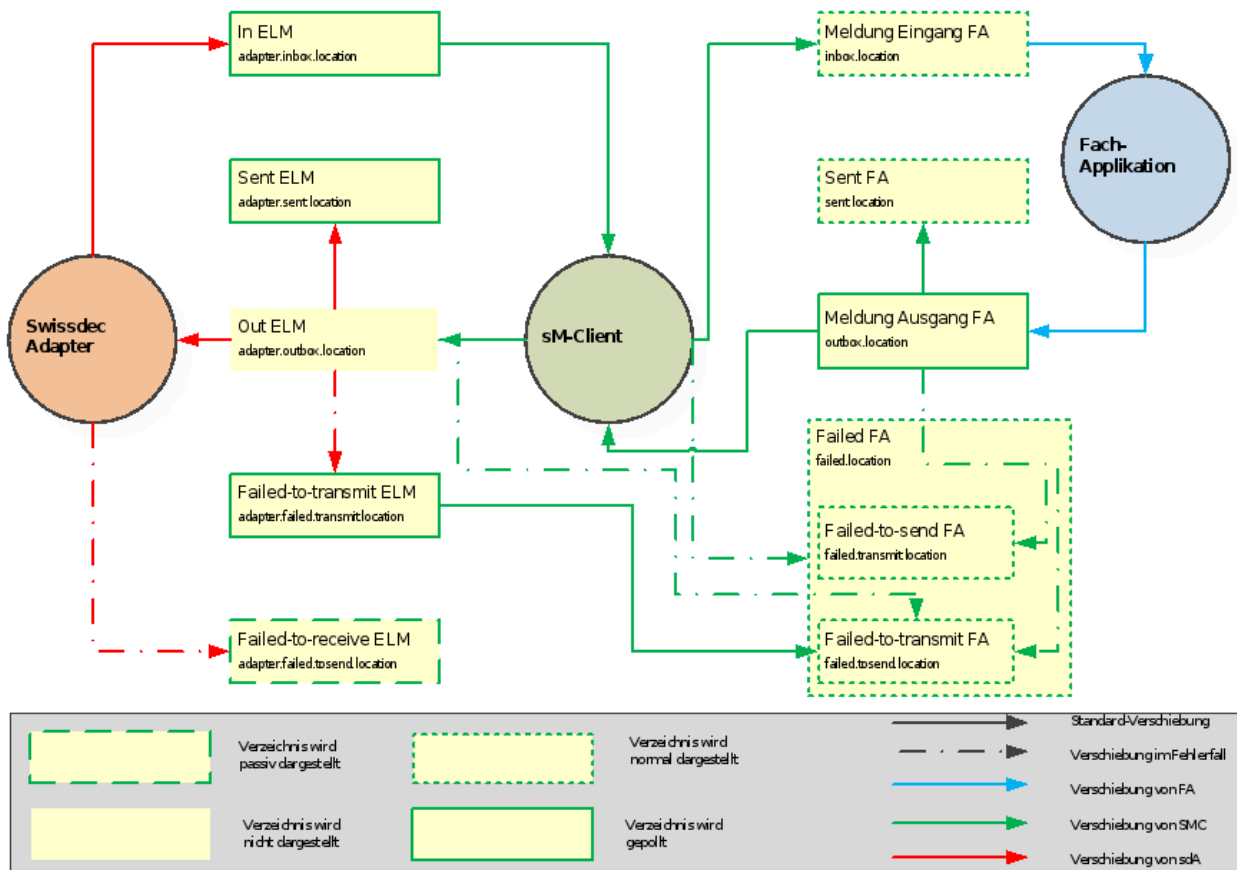 In ELM
adapter.inbox.location
Meldung Eingang FA
inbox.location
Fach-
Applikation
Sent ELM
adapter.sent.location
Sent FA
sent.location
Swissdec
Adapter
Out ELM
adapter.outbox.location
sM-Client
Meldung Ausgang FA
outbox.location
Failed FA
failed.location
Failed-to-transmit ELM
adapter.failed.transmit.location
Failed-to-send FA
failed.transmit.location
Failed-to-receive ELM
adapter.failed.tosend.location
Failed-to-transmit FA
failed.tosend.location
Verzeichnis wird
passiv dargestellt
Verzeichnis wird
normal dargestellt
Verzeichnis wird
nicht dargestellt
Verzeichnis wird
gepollt
Standard-Verschiebung
Verschiebung im Fehlerfall
Verschiebung von FA
Verschiebung von SMC
Verschiebung von sdA